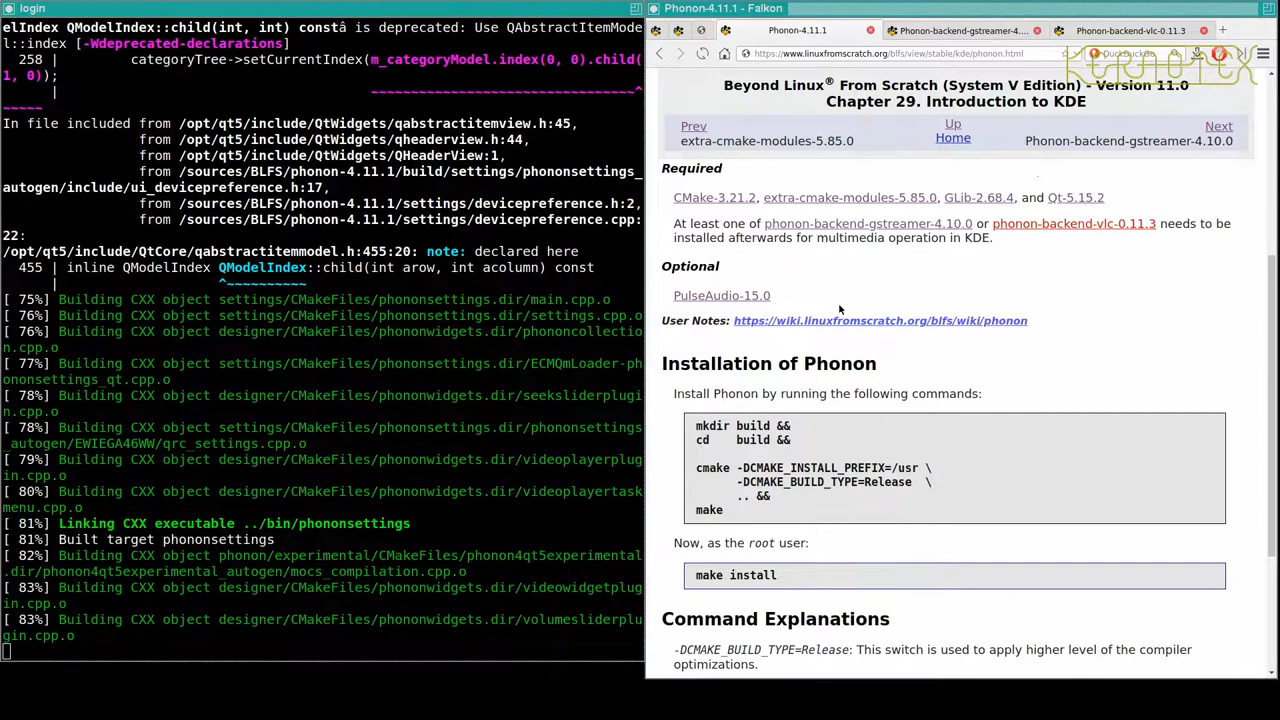 login
elIndex QModelIndex::child(int, int) constâ is deprecated: Use QAbstractItemMode
l::index [-Wdeprecated-declarations]
258 | categoryTree->setCurrentIndex(m_categoryModel.index(0, 0).child(
1, 0));
| ~~~~~~~~~~~~~~~~~~~~~~~~~~~~~~~~~^
~~~~~
In file included from /opt/qt5/include/QtWidgets/qabstractitemview.h:45,
from /opt/qt5/include/QtWidgets/qheaderview.h:44,
from /opt/qt5/include/QtWidgets/QHeaderView:1,
from /sources/BLFS/phonon-4.11.1/build/settings/phononsettings_
autogen/include/ui_devicepreference.h:17,
from /sources/BLFS/phonon-4.11.1/settings/devicepreference.h:2,
from /sources/BLFS/phonon-4.11.1/settings/devicepreference.cpp:
22:
/opt/qt5/include/QtCore/qabstractitemmodel.h:455:20: note: declared here
455 | inline QModelIndex QModelIndex::child(int arow, int acolumn) const
| ^~~~~~~~~~~
[ 75%] Building CXX object settings/CMakeFiles/phononsettings.dir/main.cpp.o
[ 76%] Building CXX object settings/CMakeFiles/phononsettings.dir/settings.cpp.o
[ 76%] Building CXX object designer/CMakeFiles/phononwidgets.dir/phononcollectio
n.cpp.o
[ 77%] Building CXX object settings/CMakeFiles/phononsettings.dir/ECMQmLoader-ph
ononsettings_qt.cpp.o
[ 78%] Building CXX object designer/CMakeFiles/phononwidgets.dir/seeksliderplugi
n.cpp.o
[ 78%] Building CXX object settings/CMakeFiles/phononsettings.dir/phononsettings
_autogen/EWIEGA46WW/qrc_settings.cpp.o
[ 79%] Building CXX object designer/CMakeFiles/phononwidgets.dir/videoplayerplug
in.cpp.o
[ 80%] Building CXX object designer/CMakeFiles/phononwidgets.dir/videoplayertask
menu.cpp.o
[ 81%] Linking CXX executable ../bin/phononsettings
[ 81%] Built target phononsettings
[ 82%] Building CXX object phonon/experimental/CMakeFiles/phonon4qt5experimental
.dir/phonon4qt5experimental_autogen/mocs_compilation.cpp.o
[ 83%] Building CXX object designer/CMakeFiles/phononwidgets.dir/videowidgetplug
in.cpp.o
[ 83%] Building CXX object designer/CMakeFiles/phononwidgets.dir/volumesliderplu
gin.cpp.o
Phonon-4.11.1 - Falkon
Phonon-4.11.1
Phonon-backend-gstreamer-4....
Phonon-backend-vlc-0.11.3
https://www.linuxfromscratch.org/blfs/view/stable/kde/phonon.html
DuckDuckGo
KERNOTEX
Beyond Linux® From Scratch (System V Edition) - Version 11.0
Chapter 29. Introduction to KDE
Prev Up Next
extra-cmake-modules-5.85.0 Home Phonon-backend-gstreamer-4.10.0
Required
CMake-3.21.2, extra-cmake-modules-5.85.0, GLib-2.68.4, and Qt-5.15.2
At least one of phonon-backend-gstreamer-4.10.0 or phonon-backend-vlc-0.11.3 needs to be
installed afterwards for multimedia operation in KDE.
Optional
PulseAudio-15.0
User Notes: https://wiki.linuxfromscratch.org/blfs/wiki/phonon
Installation of Phonon
Install Phonon by running the following commands:
mkdir build &&
cd build &&
cmake -DCMAKE_INSTALL_PREFIX=/usr \
-DCMAKE_BUILD_TYPE=Release \
.. &&
make
Now, as the root user:
make install
Command Explanations
-DCMAKE_BUILD_TYPE=Release: This switch is used to apply higher level of the compiler
optimizations.